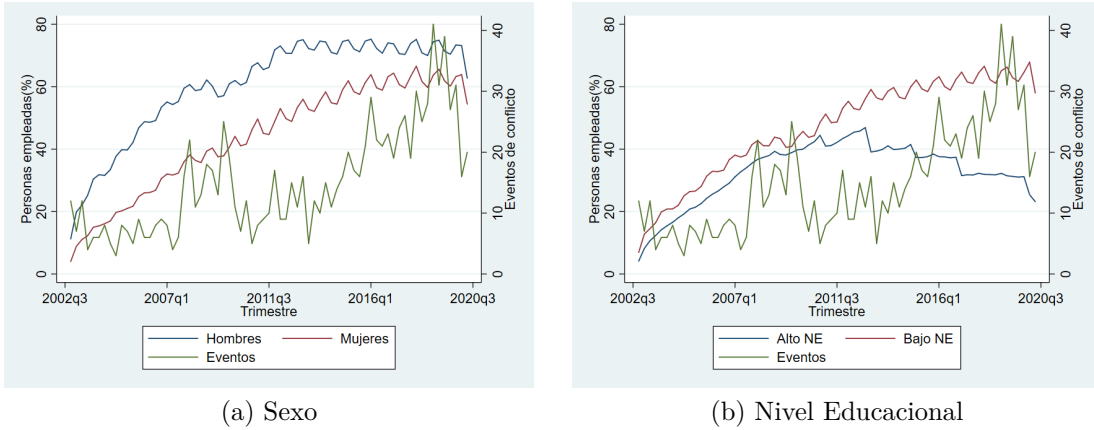 80
60
40
20
0
Personas empleadas(%)
40
30
20
10
0
Eventos de conflicto
2002q3 2007q1 2011q3 2016q1 2020q3
Trimestre
Hombres Mujeres
Eventos
(a) Sexo
80
60
40
20
0
Personas empleadas(%)
40
30
20
10
0
Eventos de conflicto
2002q3 2007q1 2011q3 2016q1 2020q3
Trimestre
Alto NE Bajo NE
Eventos
(b) Nivel Educacional